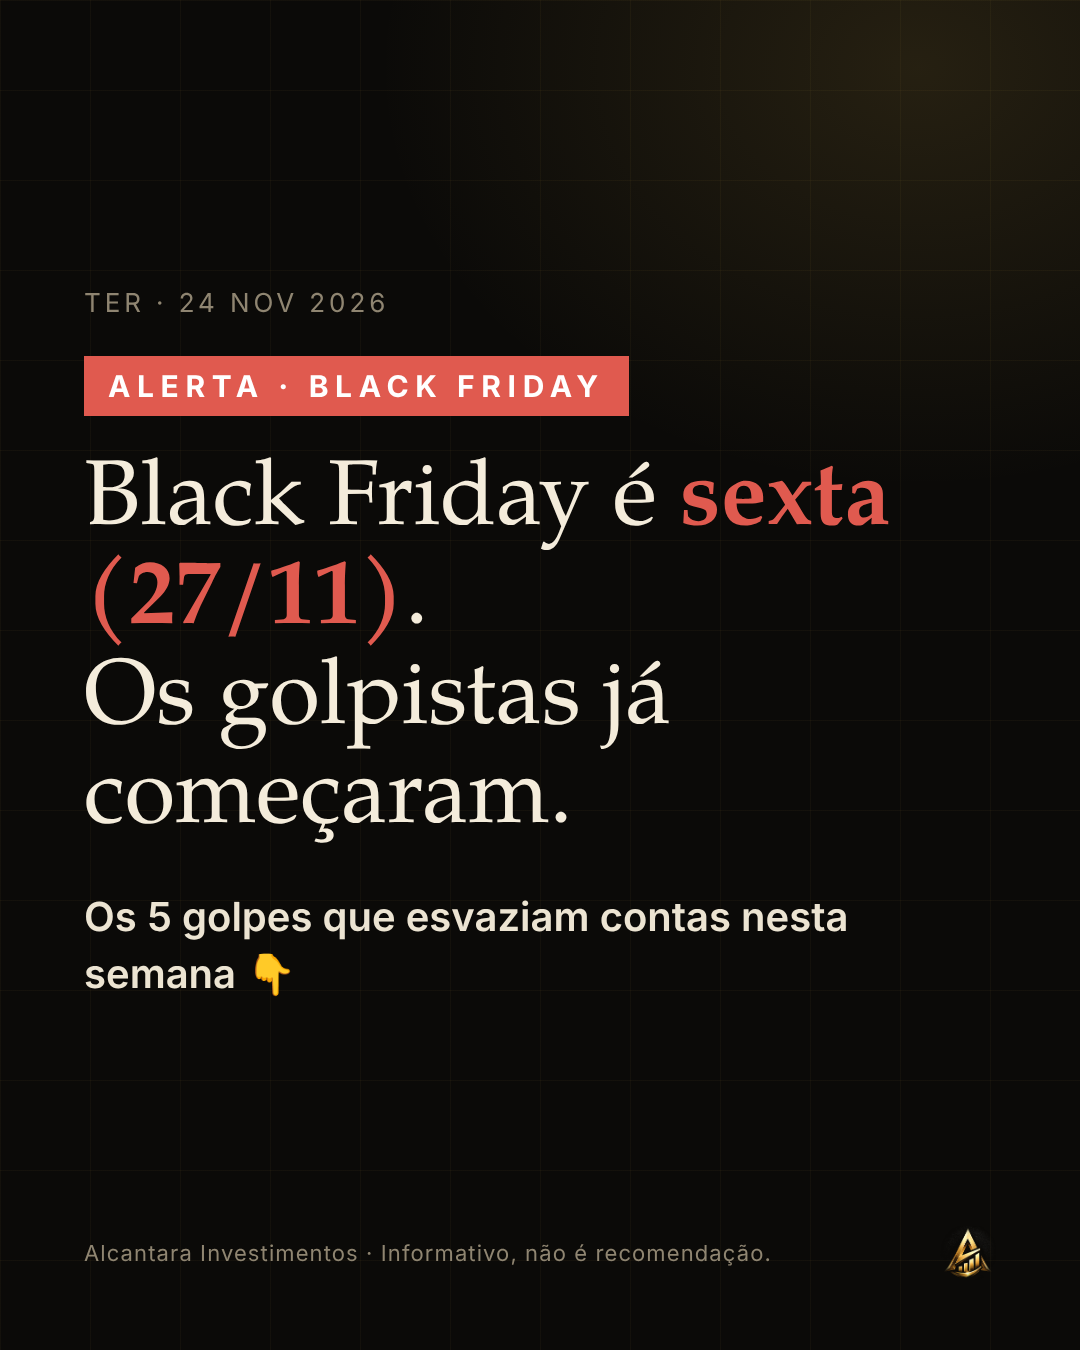 TER · 24 NOV 2026
ALERTA · BLACK FRIDAY
Black Friday é sexta
(27/11).
Os golpistas já
começaram.
Os 5 golpes que esvaziam contas nesta
semana 👇
Alcantara Investimentos · Informativo, não é recomendação.